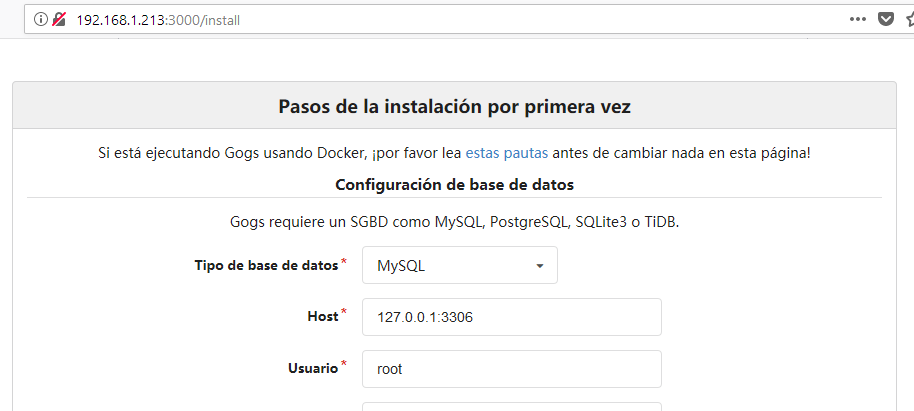 192.168.1.213:3000/install
Pasos de la instalación por primera vez
Si está ejecutando Gogs usando Docker, ¡por favor lea estas pautas antes de cambiar nada en esta página!
Configuración de base de datos
Gogs requiere un SGBD como MySQL, PostgreSQL, SQLite3 o TiDB.
Tipo de base de datos* MySQL
Host* 127.0.0.1:3306
Usuario* root